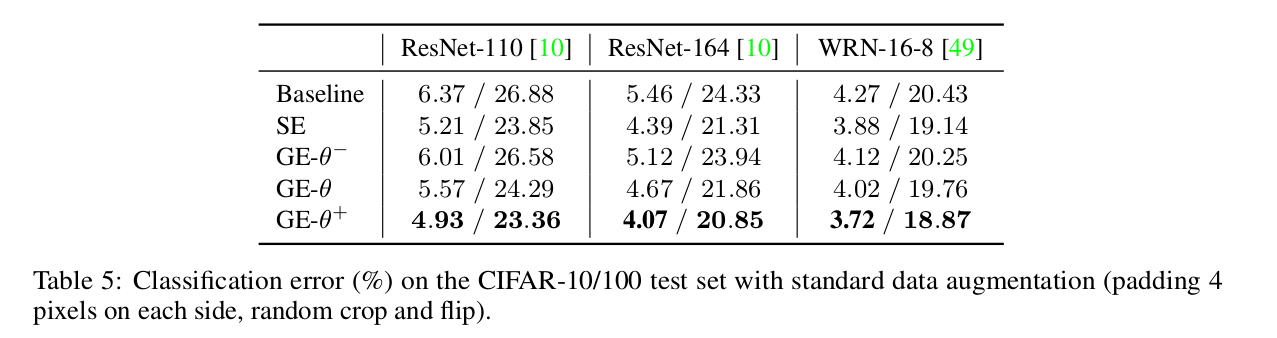 ResNet-110 [10] ResNet-164 [10] WRN-16-8 [49]
Baseline 6.37 / 26.88 5.46 / 24.33 4.27 / 20.43
SE 5.21 / 23.85 4.39 / 21.31 3.88 / 19.14
GE-θ⁻ 6.01 / 26.58 5.12 / 23.94 4.12 / 20.25
GE-θ 5.57 / 24.29 4.67 / 21.86 4.02 / 19.76
GE-θ⁺ 4.93 / 23.36 4.07 / 20.85 3.72 / 18.87
Table 5: Classification error (%) on the CIFAR-10/100 test set with standard data augmentation (padding 4
pixels on each side, random crop and flip).